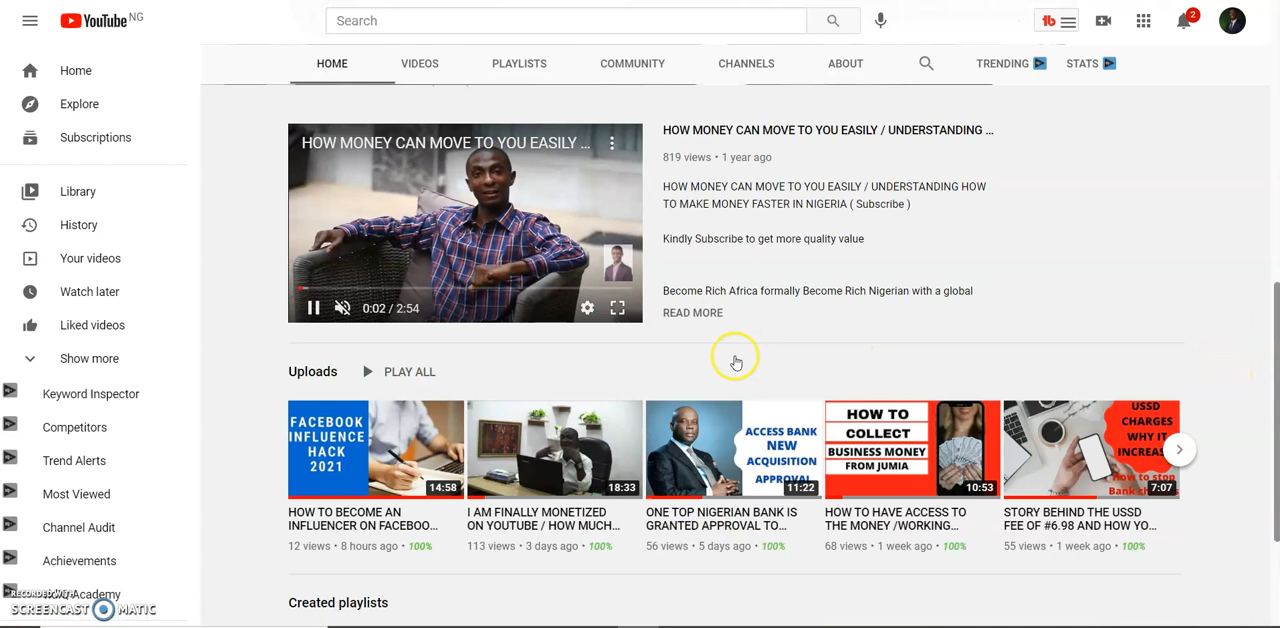 YouTube NG
Search
tb
2
Home
Explore
Subscriptions
Library
History
Your videos
Watch later
Liked videos
Show more
Keyword Inspector
Competitors
Trend Alerts
Most Viewed
Channel Audit
Achievements
Academy
RECORDED WITH
SCREENCAST MATIC
HOME VIDEOS PLAYLISTS COMMUNITY CHANNELS ABOUT TRENDING STATS
HOW MONEY CAN MOVE TO YOU EASILY ...
0:02 / 2:54
HOW MONEY CAN MOVE TO YOU EASILY / UNDERSTANDING ...
819 views • 1 year ago
HOW MONEY CAN MOVE TO YOU EASILY / UNDERSTANDING HOW
TO MAKE MONEY FASTER IN NIGERIA ( Subscribe )
Kindly Subscribe to get more quality value
Become Rich Africa formally Become Rich Nigerian with a global
READ MORE
Uploads PLAY ALL
FACEBOOK
INFLUENCE
HACK
2021
14:58
HOW TO BECOME AN
INFLUENCER ON FACEBOO...
12 views • 8 hours ago • 100%
18:33
I AM FINALLY MONETIZED
ON YOUTUBE / HOW MUCH...
113 views • 3 days ago • 100%
ACCESS BANK
NEW
ACQUISITION
APPROVAL
11:22
ONE TOP NIGERIAN BANK IS
GRANTED APPROVAL TO...
56 views • 5 days ago • 100%
HOW TO
COLLECT
BUSINESS MONEY
FROM JUMIA
10:53
HOW TO HAVE ACCESS TO
THE MONEY /WORKING...
68 views • 1 week ago • 100%
USSD
CHARGES
WHY IT
INCREAS
How to stop
Bank ch
7:07
STORY BEHIND THE USSD
FEE OF #6.98 AND HOW YO...
55 views • 1 week ago • 100%
Created playlists